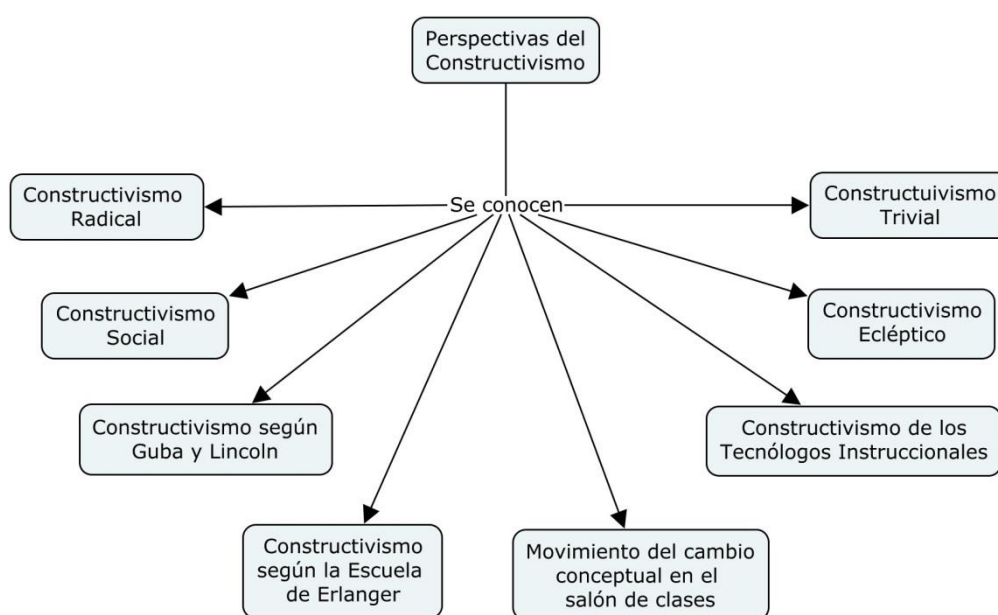 Perspectivas del
Constructivismo
Se conocen
Constructivismo
Radical
Constructuivismo
Trivial
Constructivismo
Social
Constructivismo
Ecléptico
Constructivismo según
Guba y Lincoln
Constructivismo de los
Tecnólogos Instruccionales
Constructivismo
según la Escuela
de Erlanger
Movimiento del cambio
conceptual en el
salón de clases